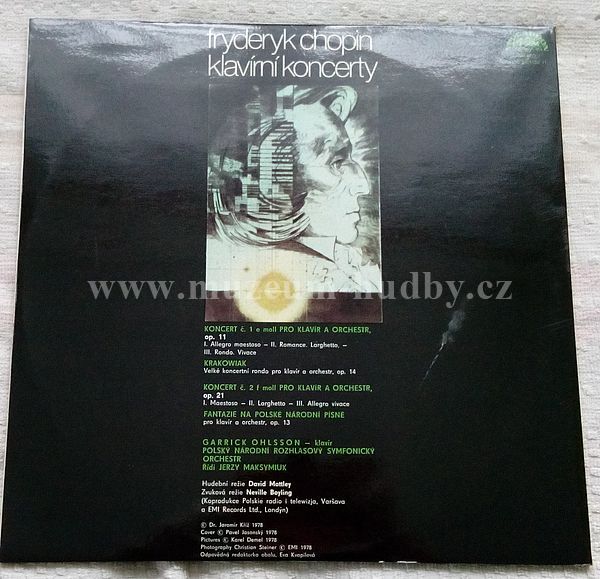 fryderyk chopin
klavírní koncerty
www.muzeum-hudby.cz
KONCERT č. 1 e moll PRO KLAVÍR A ORCHESTR,
op. 11
I. Allegro maestoso – II. Romance. Larghetto, –
III. Rondo. Vivace
KRAKOWIAK
Velké koncertní rondo pro klavír a orchestr, op. 14
KONCERT č. 2 f moll PRO KLAVÍR A ORCHESTR,
op. 21
I. Maestoso – II. Larghetto – III. Allegro vivace
FANTAZIE NA POLSKÉ NÁRODNÍ PÍSNĚ
pro klavír a orchestr, op. 13
GARRICK OHLSSON – klavír
POLSKÝ NÁRODNÍ ROZHLASOVÝ SYMFONICKÝ
ORCHESTR
Řídí JERZY MAKSYMIUK
Hudební režie David Mottley
Zvuková režie Neville Boyling
(Koprodukce Polskie radio i telewizja, Varšava
a EMI Records Ltd., Londýn)
© Dr. Jaromír Kříž 1978
Cover © Pavel Jasanský 1978
Pictures © Karel Demel 1978
Photography Christian Steiner © EMI 1978
Odpovědná redaktorka obalu, Eva Kvapilová